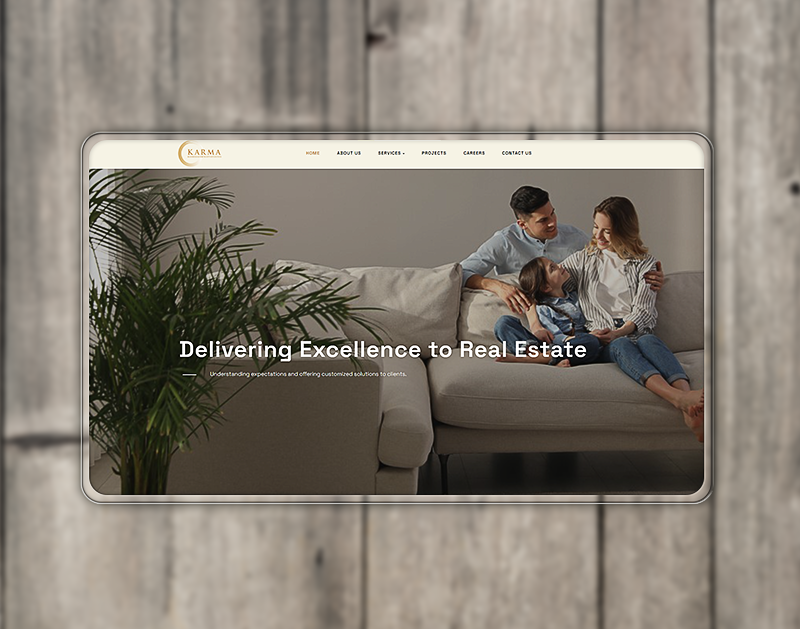 KARMA
HOME ABOUT US SERVICES PROJECTS CAREERS CONTACT US
Delivering Excellence to Real Estate
Understanding expectations and offering customized solutions to clients.